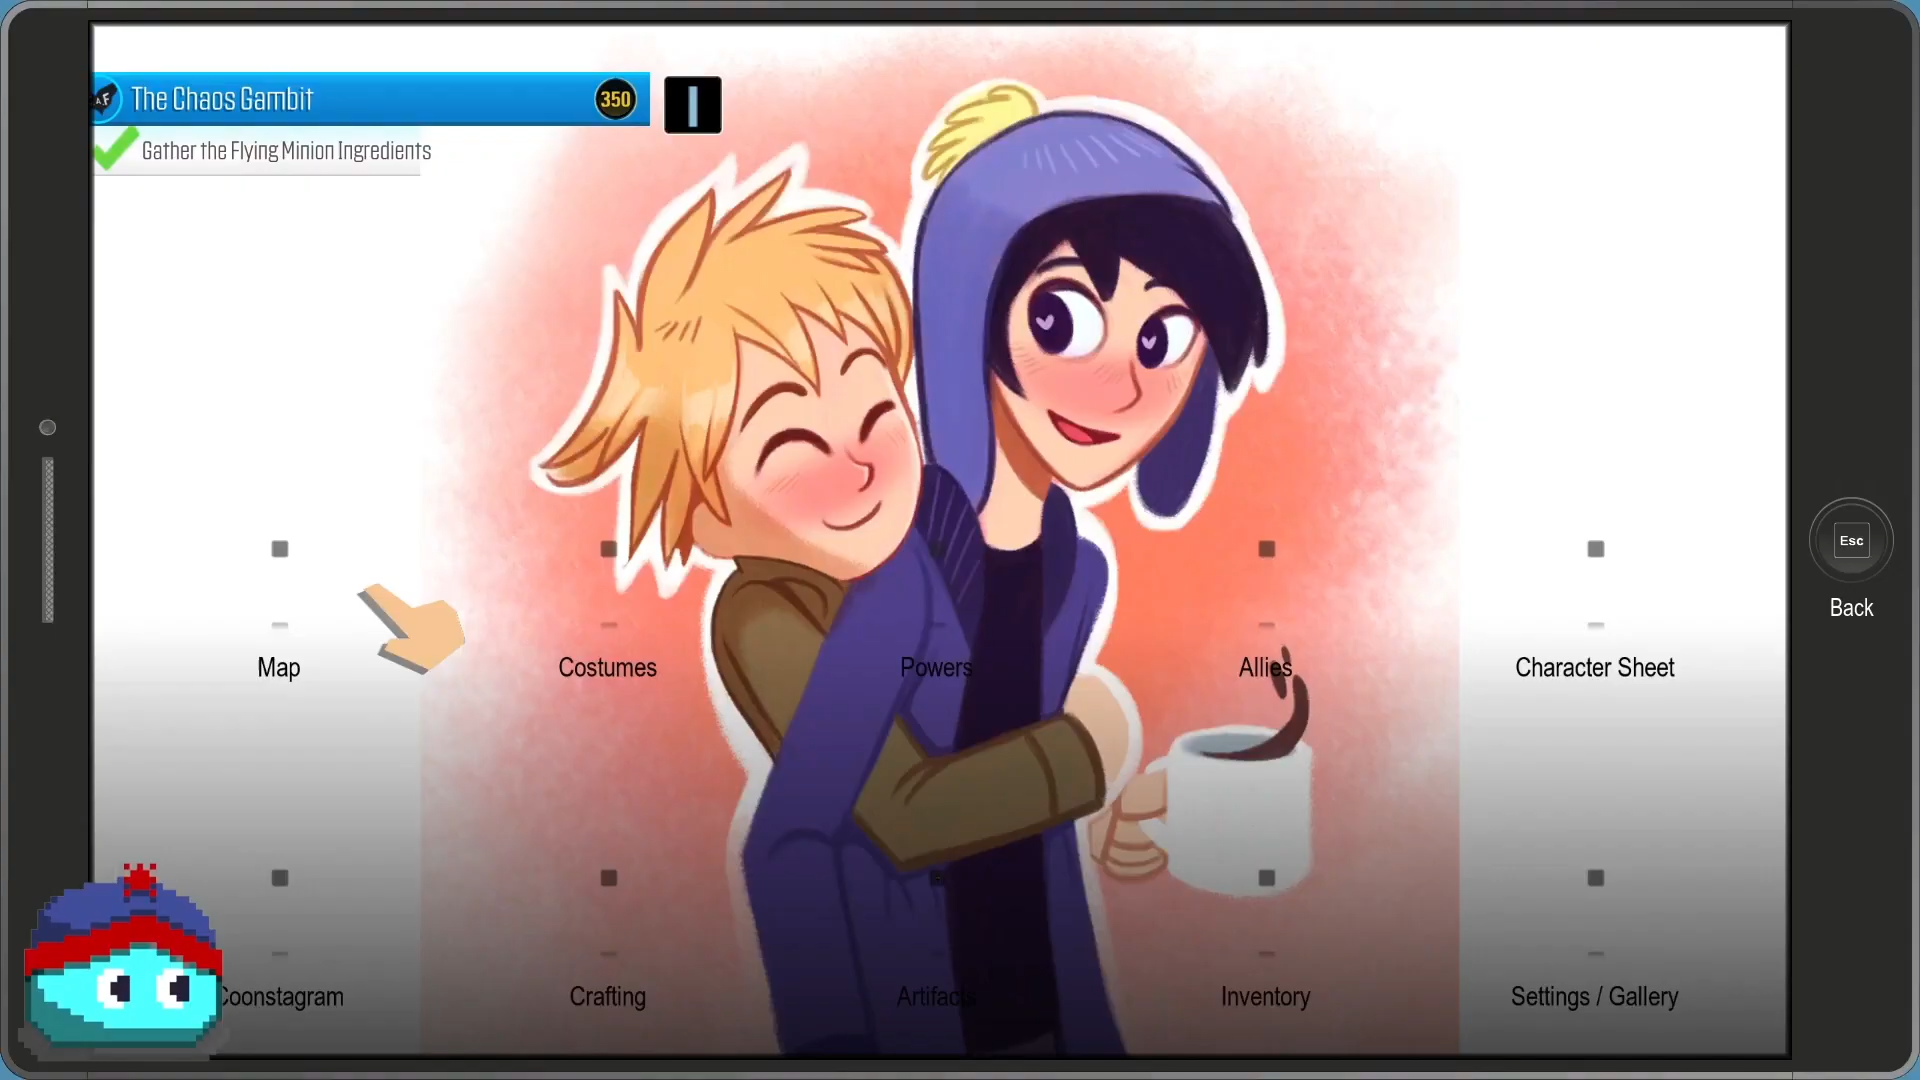 The Chaos Gambit
350
Gather the Flying Minion Ingredients
Esc
Back
Map
Costumes
Powers
Allies
Character Sheet
Coonstagram
Crafting
Artifacts
Inventory
Settings / Gallery